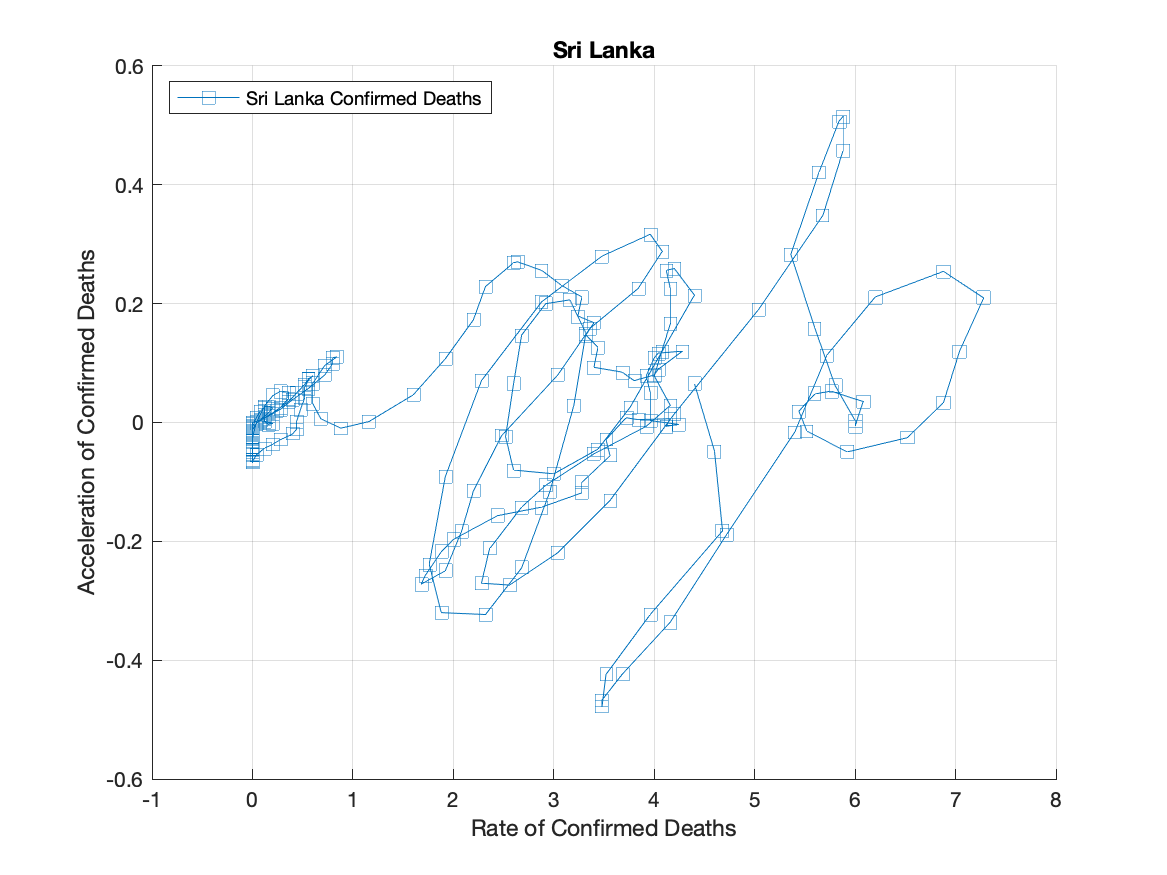 Sri Lanka
Sri Lanka Confirmed Deaths
0.6
0.4
0.2
0
-0.2
-0.4
-0.6
Acceleration of Confirmed Deaths
-1 0 1 2 3 4 5 6 7 8
Rate of Confirmed Deaths